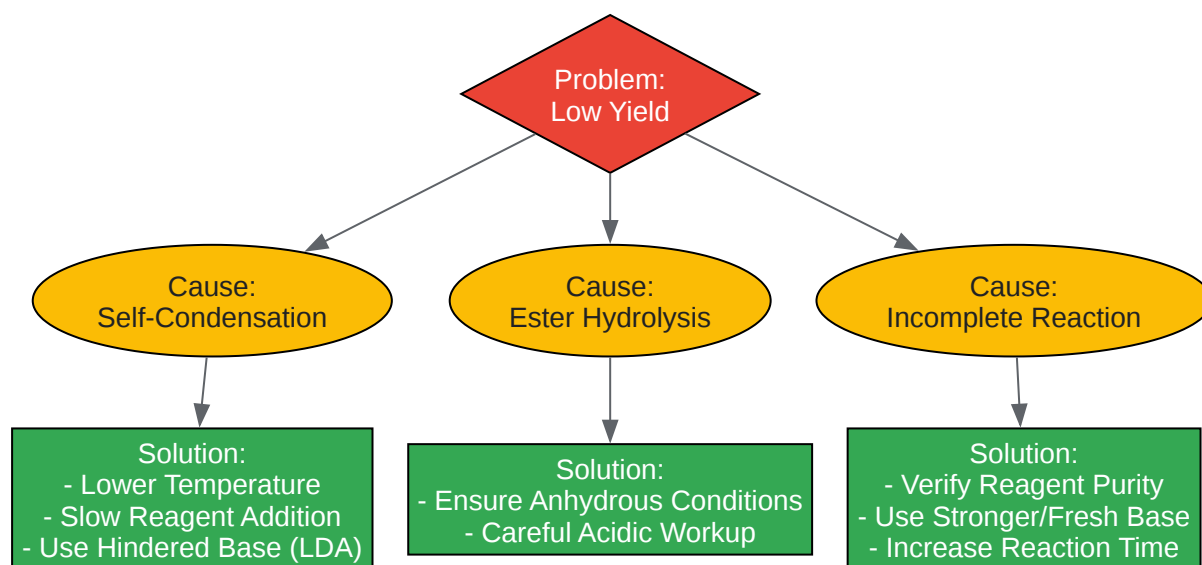 Problem:
Low Yield
Cause:
Self-Condensation
Cause:
Ester Hydrolysis
Cause:
Incomplete Reaction
Solution:
- Lower Temperature
- Slow Reagent Addition
- Use Hindered Base (LDA)
Solution:
- Ensure Anhydrous Conditions
- Careful Acidic Workup
Solution:
- Verify Reagent Purity
- Use Stronger/Fresh Base
- Increase Reaction Time